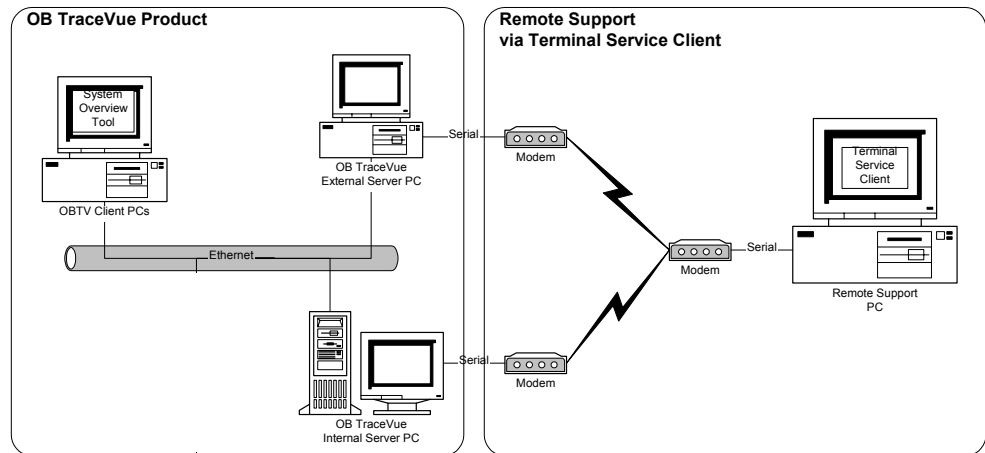 OB TraceVue Product
System
Overview
Tool
OBTV Client PCs
OB TraceVue
External Server PC
Ethernet
OB TraceVue
Internal Server PC
Remote Support
via Terminal Service Client
Serial
Modem
Serial
Modem
Modem
Serial
Terminal
Service
Client
Remote Support
PC